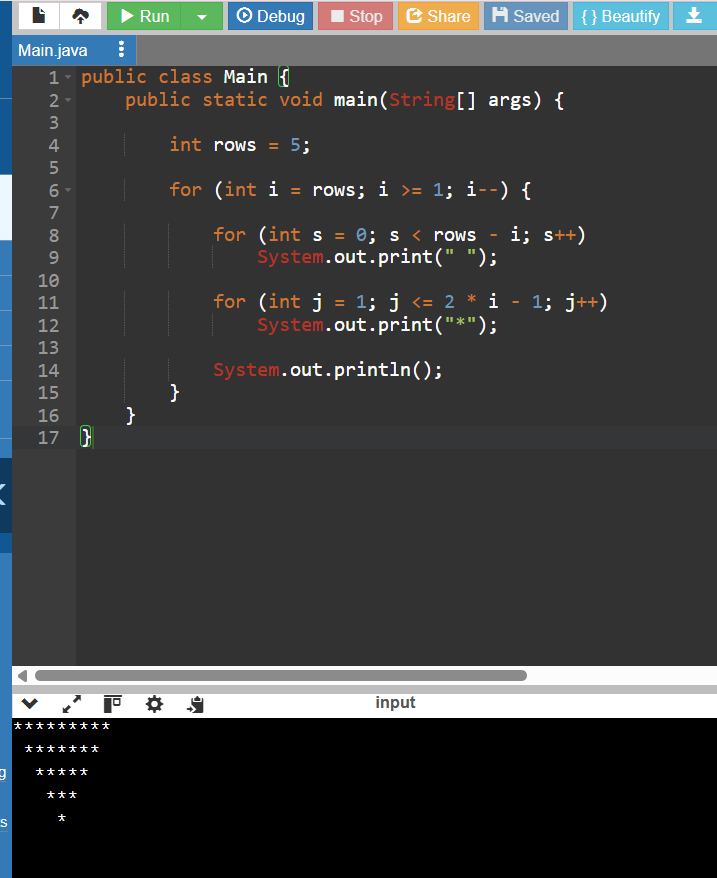 Run Debug Stop Share Saved { } Beautify
Main.java
1 public class Main {
2     public static void main(String[] args) {
3
4         int rows = 5;
5
6         for (int i = rows; i >= 1; i--) {
7
8             for (int s = 0; s < rows - i; s++)
9                 System.out.print(" ");
10
11             for (int j = 1; j <= 2 * i - 1; j++)
12                 System.out.print("*");
13
14             System.out.println();
15         }
16     }
17 }
input
*********
 *******
  *****
   ***
    *
g
s